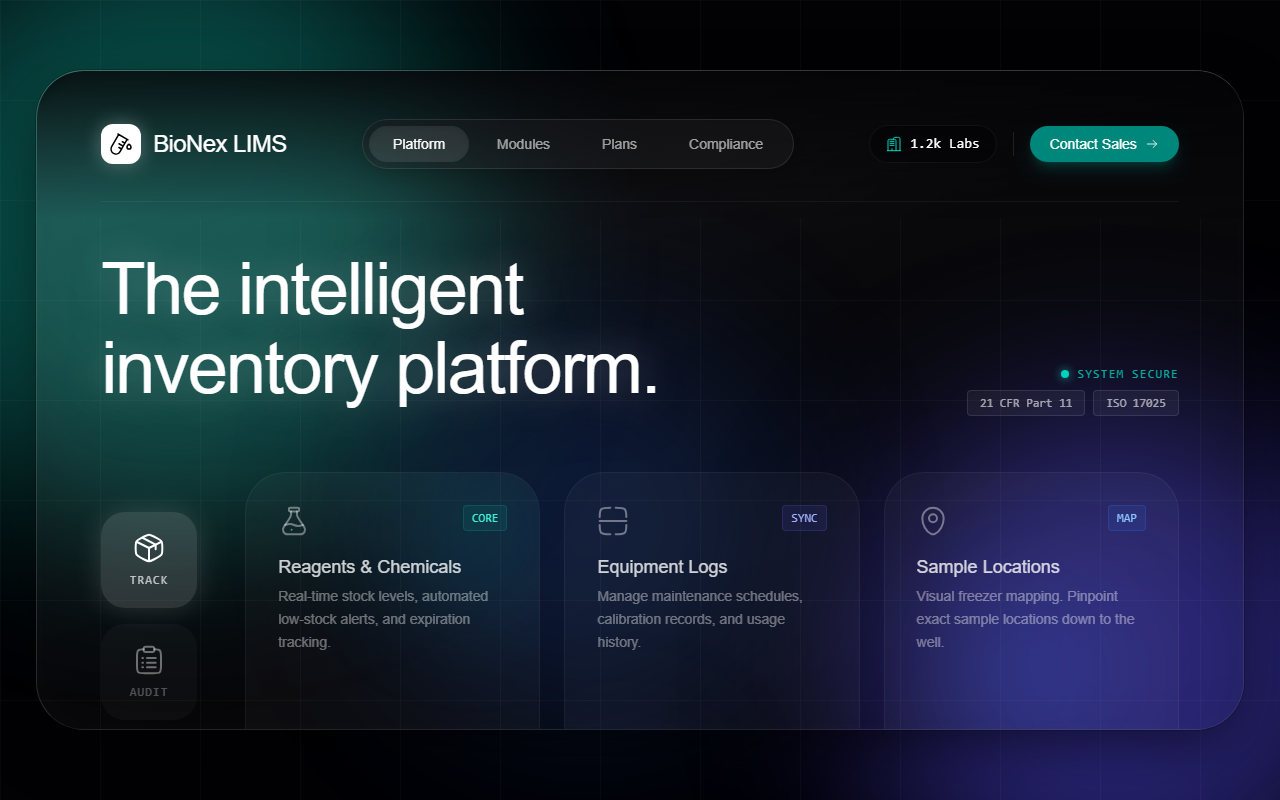 BioNex LIMS
Platform
Modules
Plans
Compliance
1.2k Labs
Contact Sales
The intelligent
inventory platform.
SYSTEM SECURE
21 CFR Part 11
ISO 17025
TRACK
AUDIT
CORE
Reagents & Chemicals
Real-time stock levels, automated
low-stock alerts, and expiration
tracking.
SYNC
Equipment Logs
Manage maintenance schedules,
calibration records, and usage
history.
MAP
Sample Locations
Visual freezer mapping. Pinpoint
exact sample locations down to the
well.